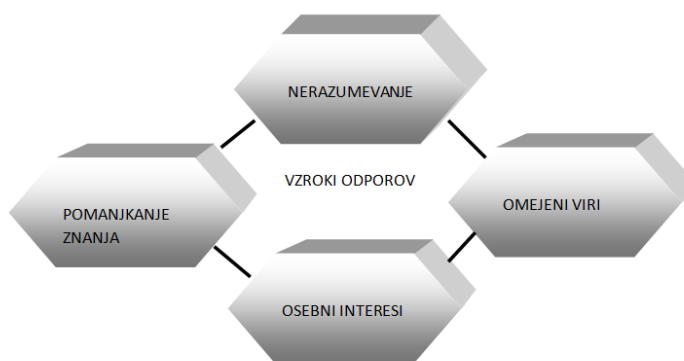 NERAZUMEVANJE
VZROKI ODPOROV
POMANJKANJE
ZNANJA
OMEJENI VIRI
OSEBNI INTERESI